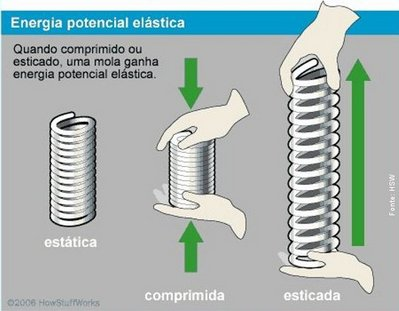 Energia potencial elástica
Quando comprimido ou
esticado, uma mola ganha
energia potencial elástica.
estática
comprimida
esticada
Fonte: HSW
©2006 HowStuffWorks